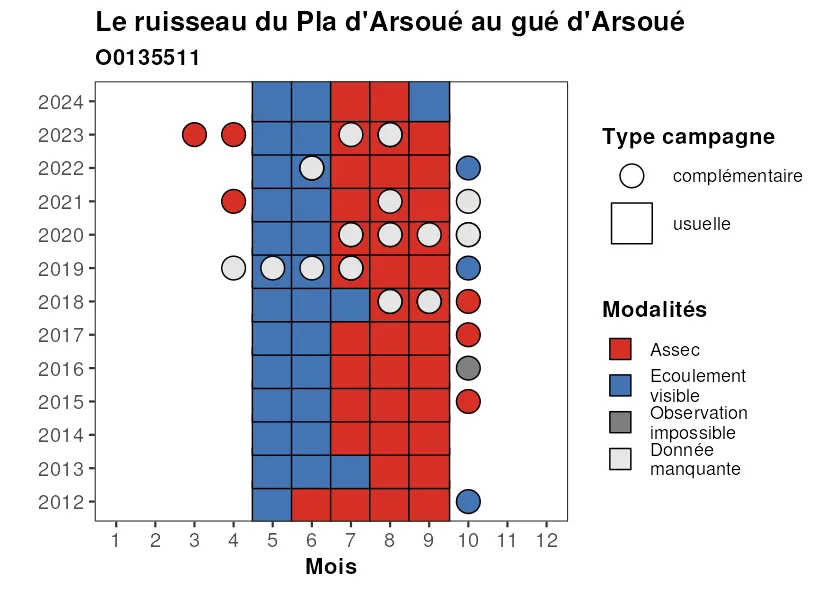 Le ruisseau du Pla d'Arsoué au gué d'Arsoué
O0135511
2024
2023
2022
2021
2020
2019
2018
2017
2016
2015
2014
2013
2012
1 2 3 4 5 6 7 8 9 10 11 12
Mois
Type campagne
complémentaire
usuelle
Modalités
Assec
Ecoulement
visible
Observation
impossible
Donnée
manquante